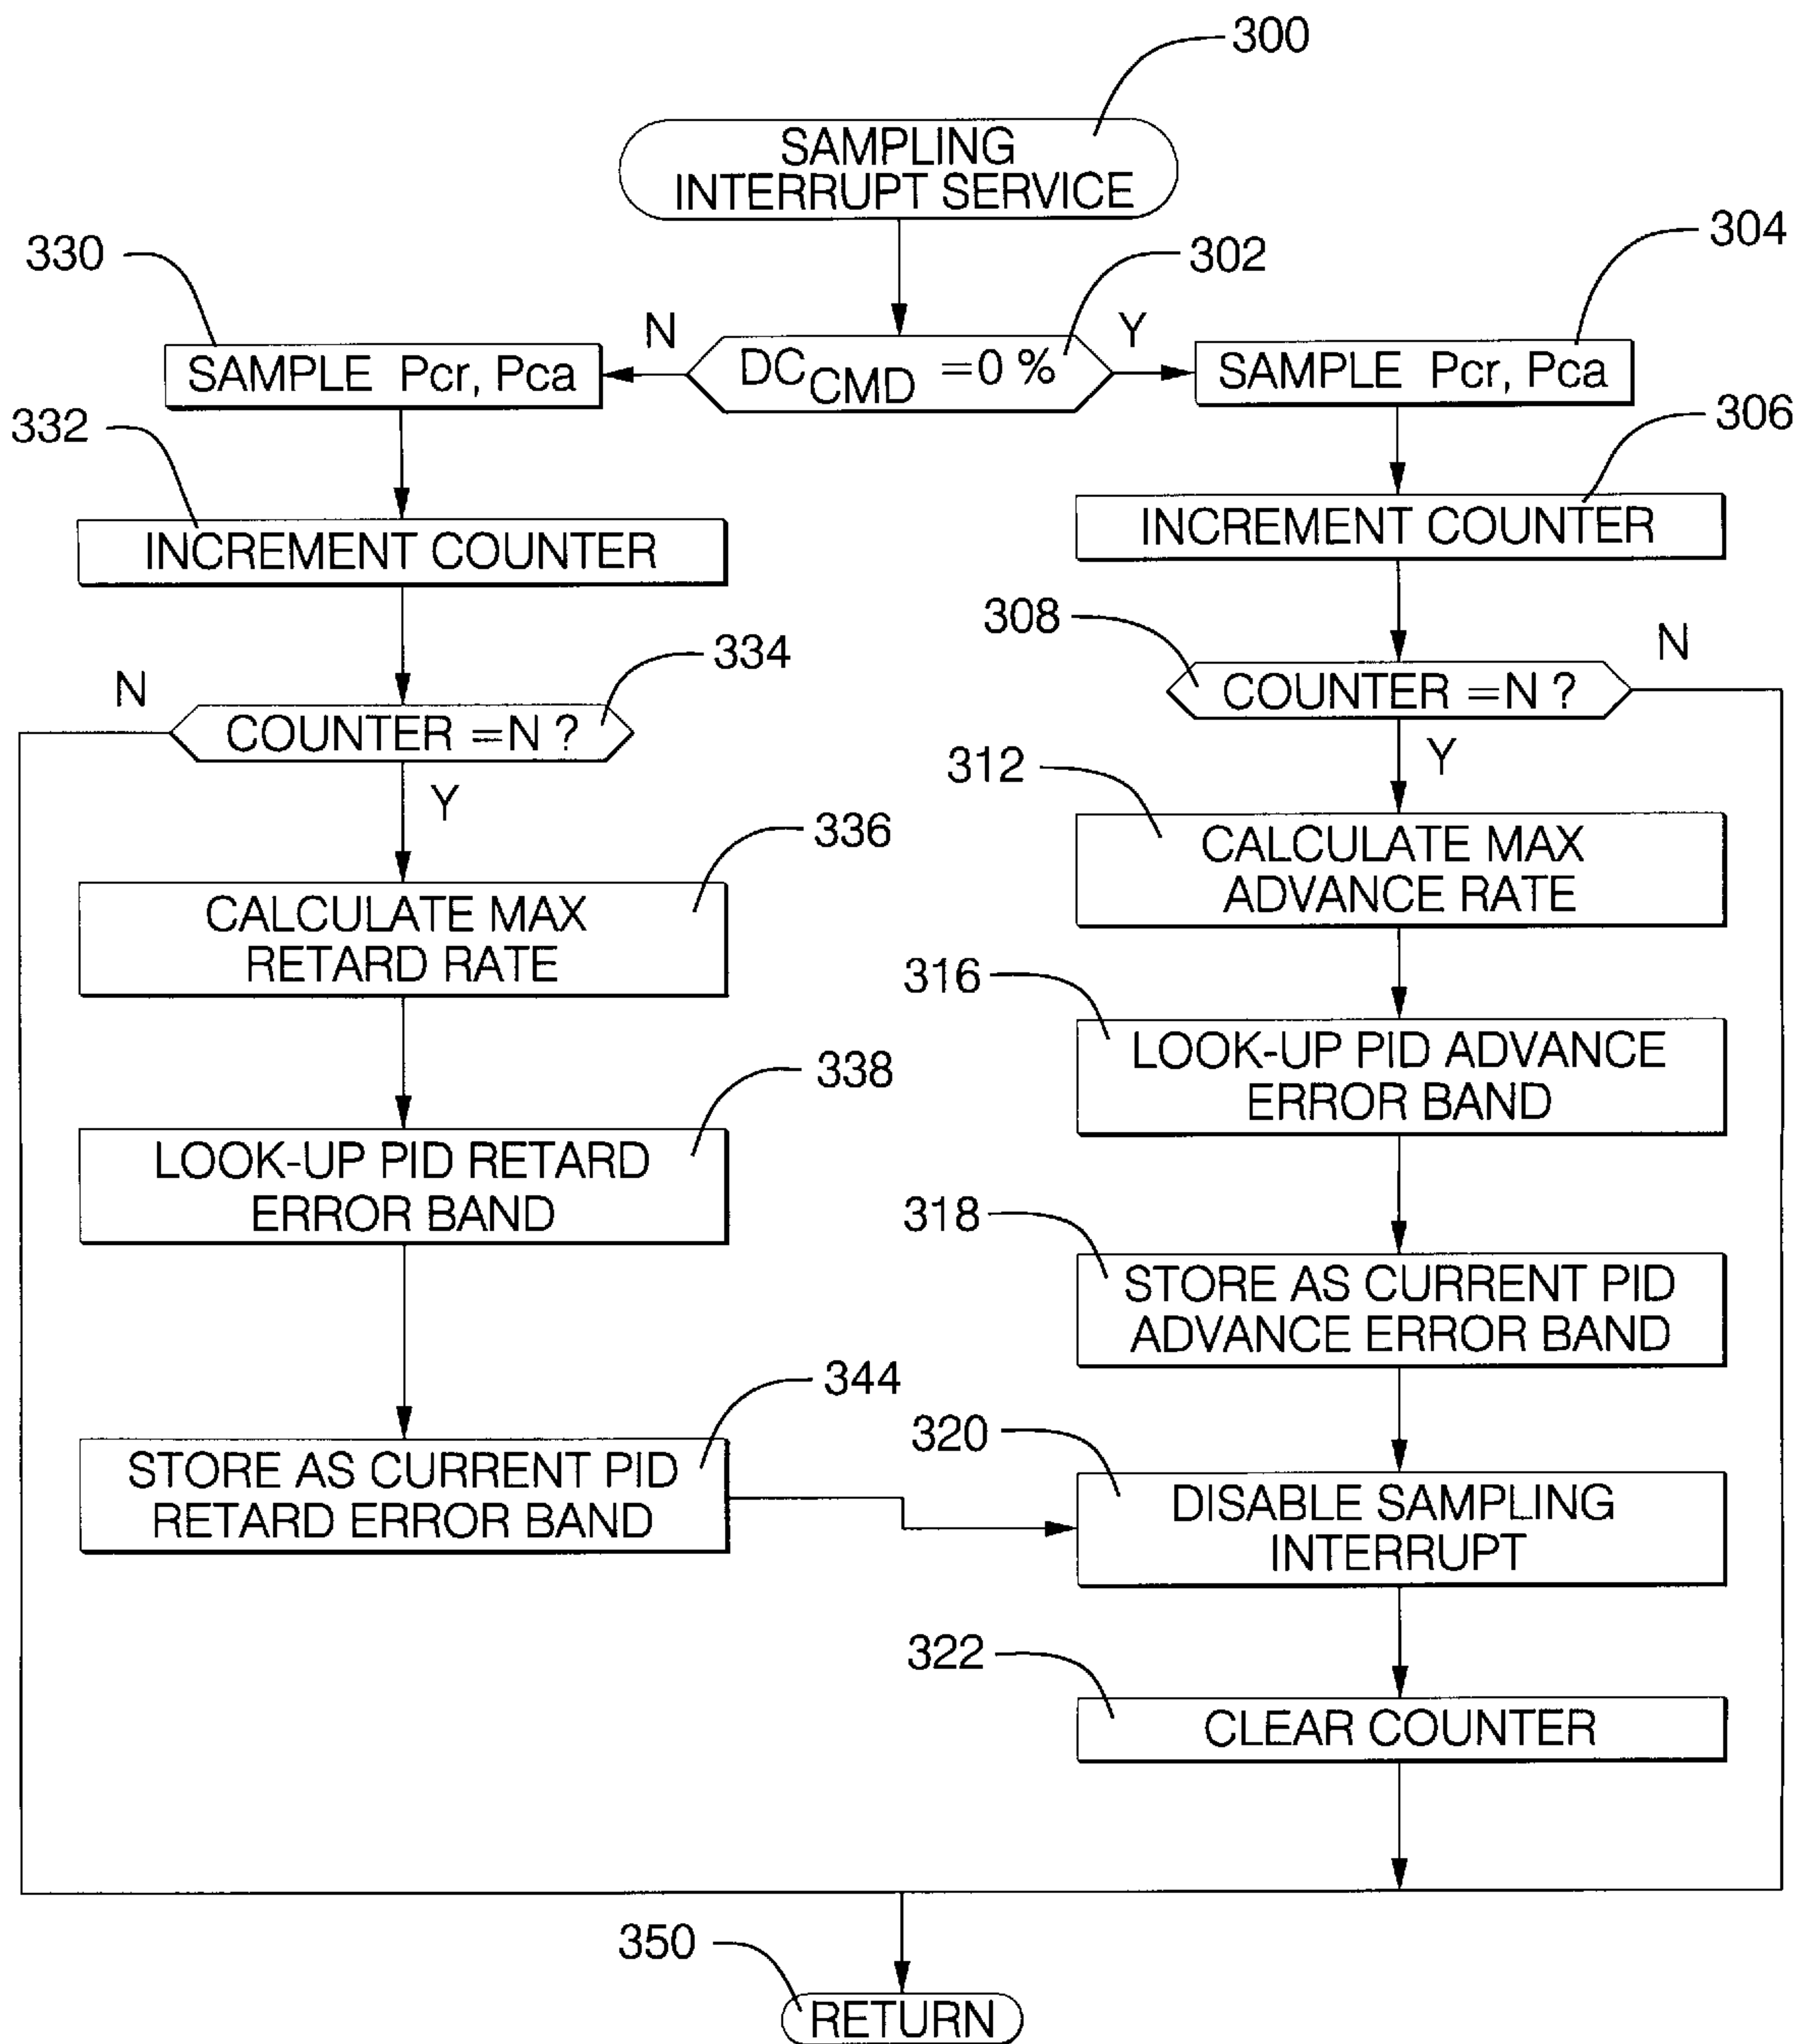 300
SAMPLING
INTERRUPT SERVICE
330
302
304
N
Y
SAMPLE Pcr, Pca
DC CMD =0 %
SAMPLE Pcr, Pca
332
306
INCREMENT COUNTER
INCREMENT COUNTER
308
334
N
N
COUNTER =N ?
COUNTER =N ?
Y
Y
312
336
CALCULATE MAX
ADVANCE RATE
CALCULATE MAX
RETARD RATE
316
338
LOOK-UP PID ADVANCE
ERROR BAND
LOOK-UP PID RETARD
ERROR BAND
318
STORE AS CURRENT PID
ADVANCE ERROR BAND
344
320
STORE AS CURRENT PID
RETARD ERROR BAND
DISABLE SAMPLING
INTERRUPT
322
CLEAR COUNTER
350
RETURN